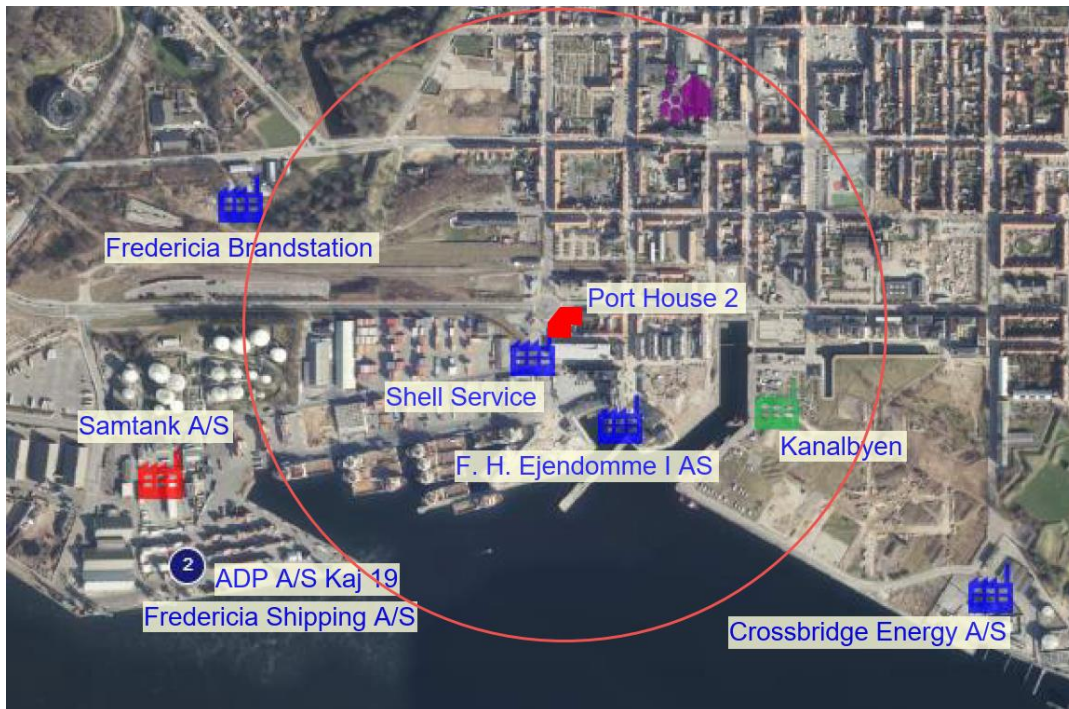 Fredericia Brandstation
Port House 2
Shell Service
Samtank A/S
Kanalbyen
F. H. Ejendomme I AS
2
ADP A/S Kaj 19
Fredericia Shipping A/S
Crossbridge Energy A/S